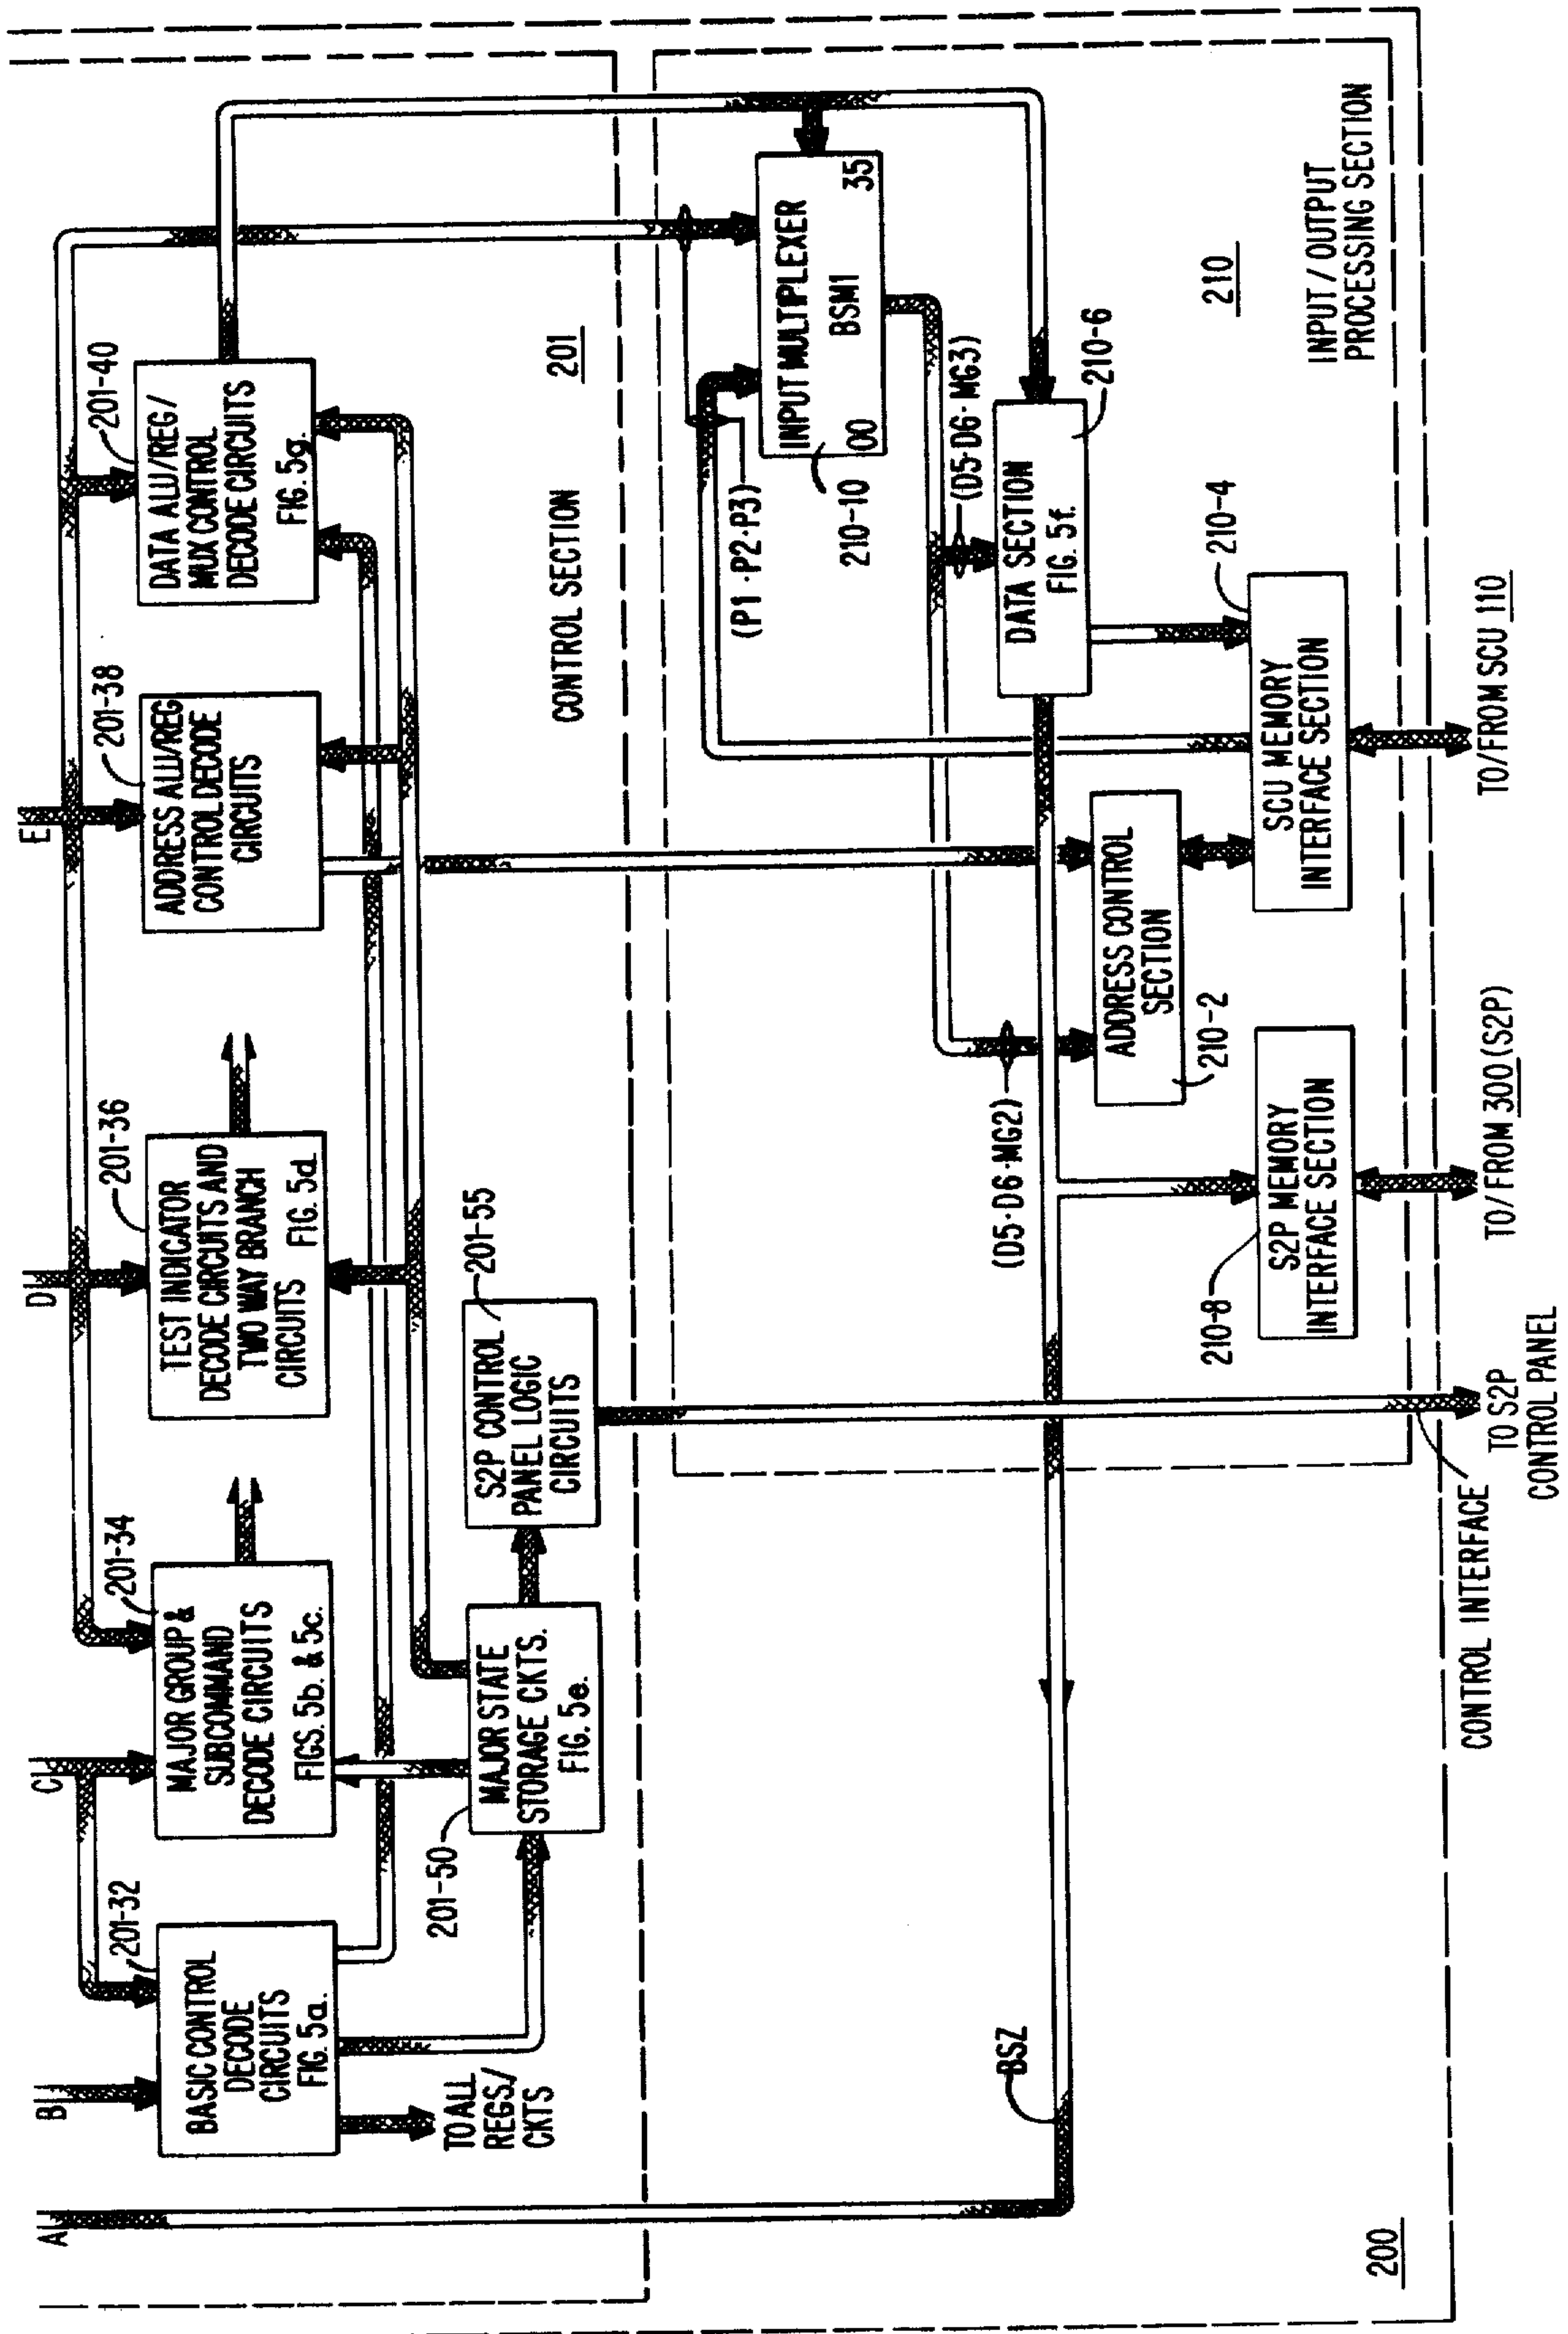 A
B
C
D
E
201-32
BASIC CONTROL
DECODE
CIRCUITS
FIG. 5a.
TO ALL
REGS/
CKTS
201-34
MAJOR GROUP &
SUBCOMMAND
DECODE CIRCUITS
FIGS. 5b. & 5c.
201-36
TEST INDICATOR
DECODE CIRCUITS AND
TWO WAY BRANCH
CIRCUITS
FIG. 5d.
201-38
ADDRESS ALU/REG
CONTROL DECODE
CIRCUITS
201-40
DATA ALU/REG/
MUX CONTROL
DECODE CIRCUITS
FIG. 5g.
201-50
MAJOR STATE
STORAGE CKTS.
FIG. 5e.
201-55
S2P CONTROL
PANEL LOGIC
CIRCUITS
CONTROL SECTION
201
(P1·P2·P3)
INPUT MULTIPLEXER
BSM1
00
35
210-10
(D5·D6·MG3)
DATA SECTION
FIG. 5f.
210-6
(D5·D6·MG2)
ADDRESS CONTROL
SECTION
210-2
210-4
SCU MEMORY
INTERFACE SECTION
210-8
S2P MEMORY
INTERFACE SECTION
210
INPUT/OUTPUT
PROCESSING SECTION
BSZ
200
CONTROL INTERFACE
TO S2P
CONTROL PANEL
TO/FROM 300 (S2P)
TO/FROM SCU 110